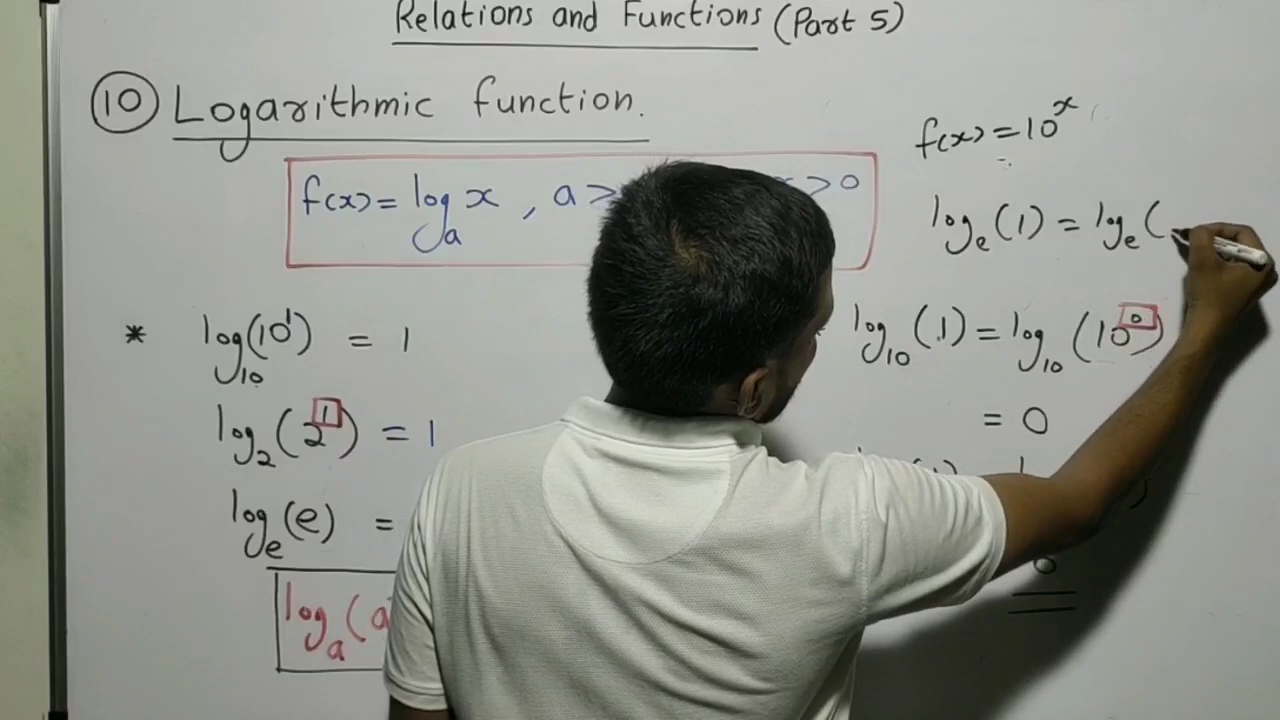 Relations and Functions (Part 5)
⑩ Logarithmic function.
f(x) = log_a x , a > x > 0
* log_10(10^1) = 1
log_2(2^1) = 1
log_e(e) =
log_a(a
f(x) = 10^x
log_e(1) = log_e(
log_10(1) = log_10(10^0)
= 0